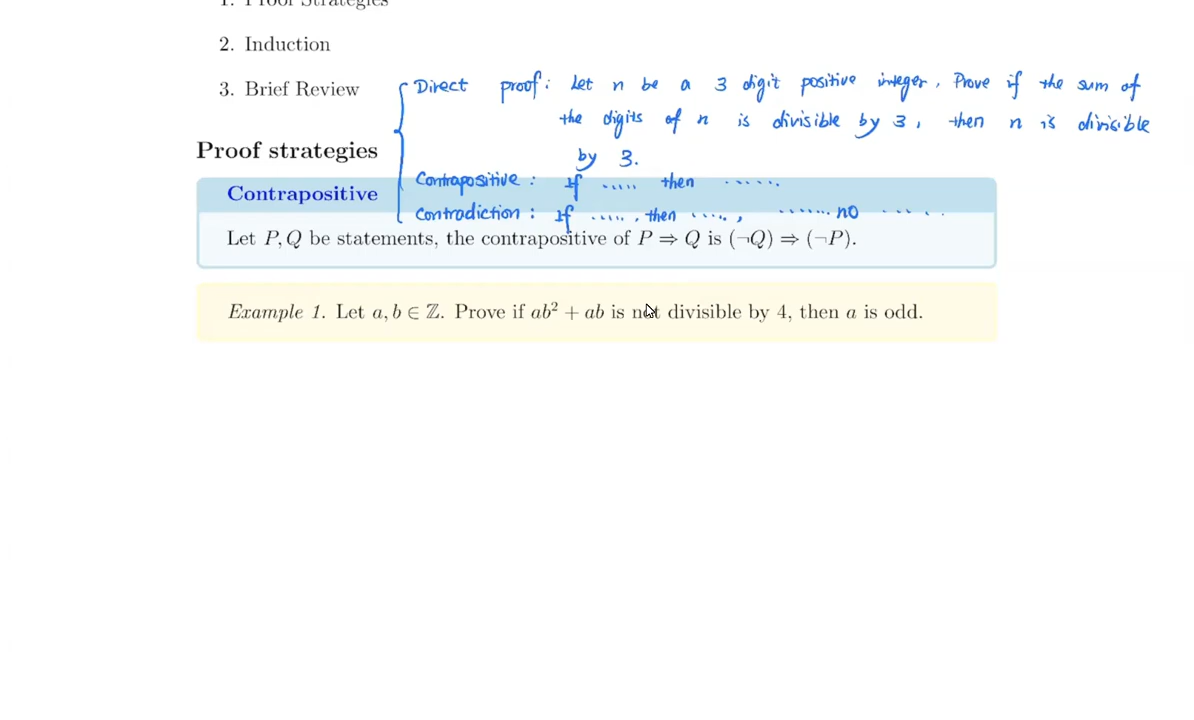 1. Proof Strategies
2. Induction
3. Brief Review
Direct proof: Let n be a 3 digit positive integer. Prove if the sum of
the digits of n is divisible by 3, then n is divisible
by 3.
Proof strategies
Contrapositive: If ..... then ......
Contrapositive
Contradiction: If ....., then ....., ....... no .....
Let P, Q be statements, the contrapositive of P ⇒ Q is (¬Q) ⇒ (¬P).
Example 1. Let a, b ∈ ℤ. Prove if ab² + ab is not divisible by 4, then a is odd.